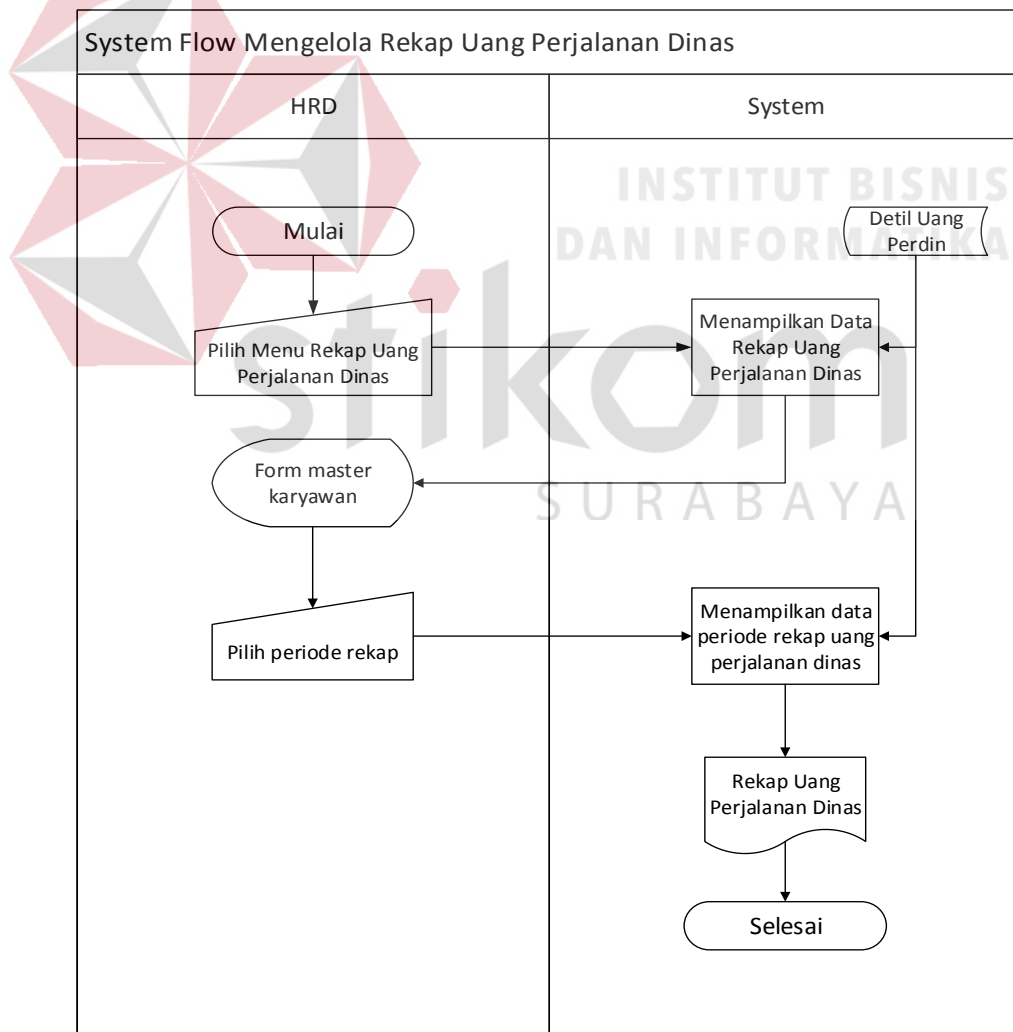 System Flow Mengelola Rekap Uang Perjalanan Dinas
HRD
System
INSTITUT BISNIS
DAN INFORMATIKA
stikom
SURABAYA
Mulai
Detil Uang
Perdin
Pilih Menu Rekap Uang
Perjalanan Dinas
Menampilkan Data
Rekap Uang
Perjalanan Dinas
Form master
karyawan
Pilih periode rekap
Menampilkan data
periode rekap uang
perjalanan dinas
Rekap Uang
Perjalanan Dinas
Selesai